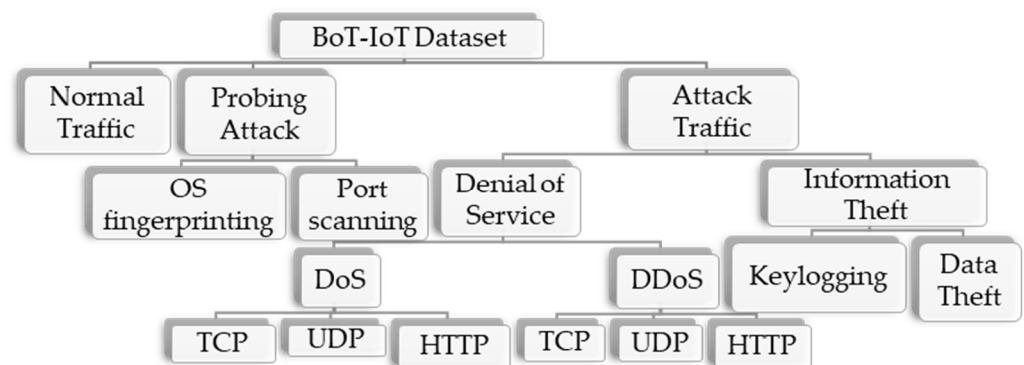 BoT-IoT Dataset
Normal
Traffic
Probing
Attack
Attack
Traffic
OS
fingerprinting
Port
scanning
Denial of
Service
Information
Theft
DoS
DDoS
Keylogging
Data
Theft
TCP
UDP
HTTP
TCP
UDP
HTTP